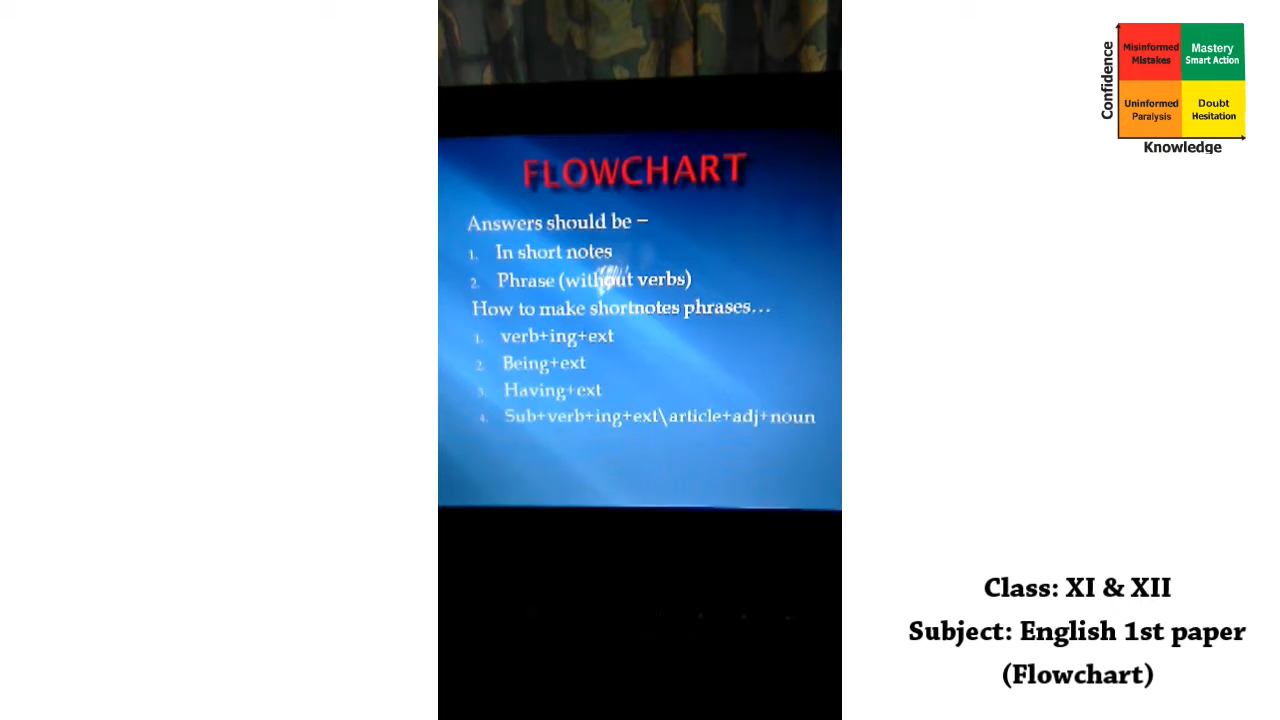 FLOWCHART
Answers should be –
1. In short notes
2. Phrase (without verbs)
How to make shortnotes phrases...
1. verb+ing+ext
2. Being+ext
3. Having+ext
4. Sub+verb+ing+ext\article+adj+noun
Confidence
Misinformed
Mistakes
Mastery
Smart Action
Uninformed
Paralysis
Doubt
Hesitation
Knowledge
Class: XI & XII
Subject: English 1st paper
(Flowchart)